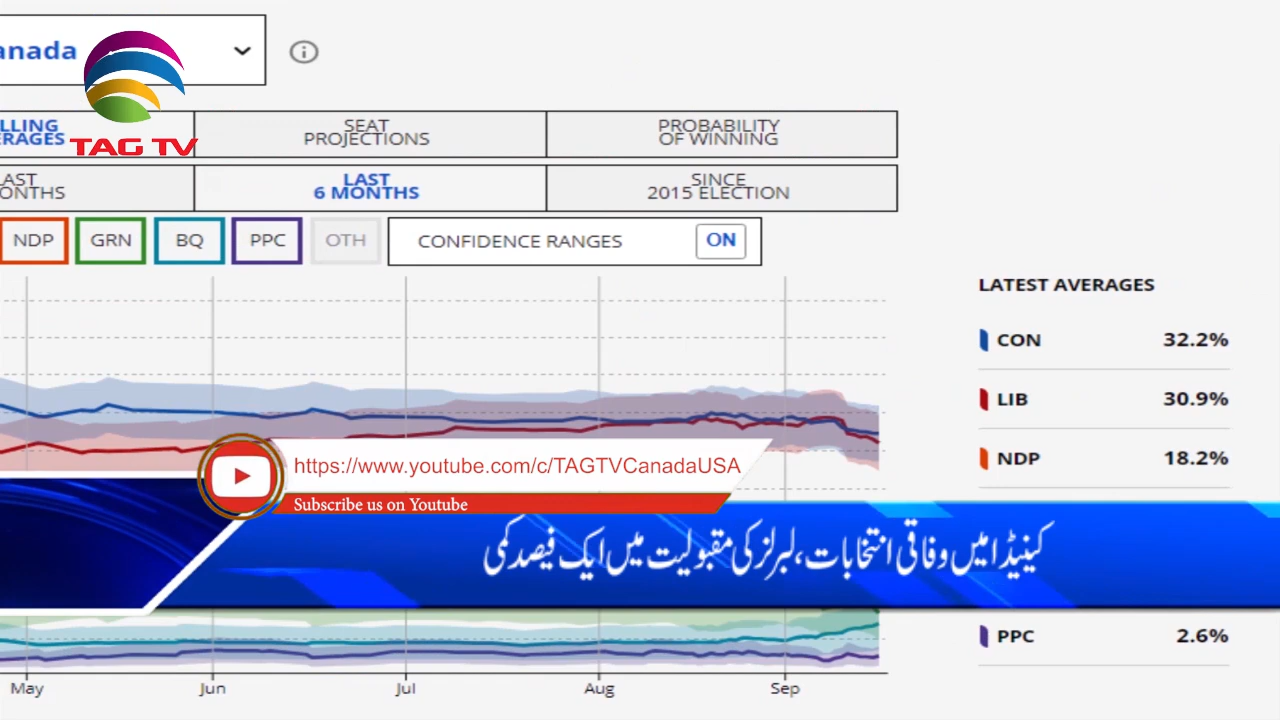 anada
TAG TV
LLING
ERAGES
SEAT
PROJECTIONS
PROBABILITY
OF WINNING
AST
ONTHS
LAST
6 MONTHS
SINCE
2015 ELECTION
NDP
GRN
BQ
PPC
OTH
CONFIDENCE RANGES
ON
LATEST AVERAGES
CON 32.2%
LIB 30.9%
NDP 18.2%
https://www.youtube.com/c/TAGTVCanadaUSA
Subscribe us on Youtube
کینیڈا میں وفاقی انتخابات، لبرلز کی مقبولیت میں ایک فیصد کمی
PPC 2.6%
May Jun Jul Aug Sep